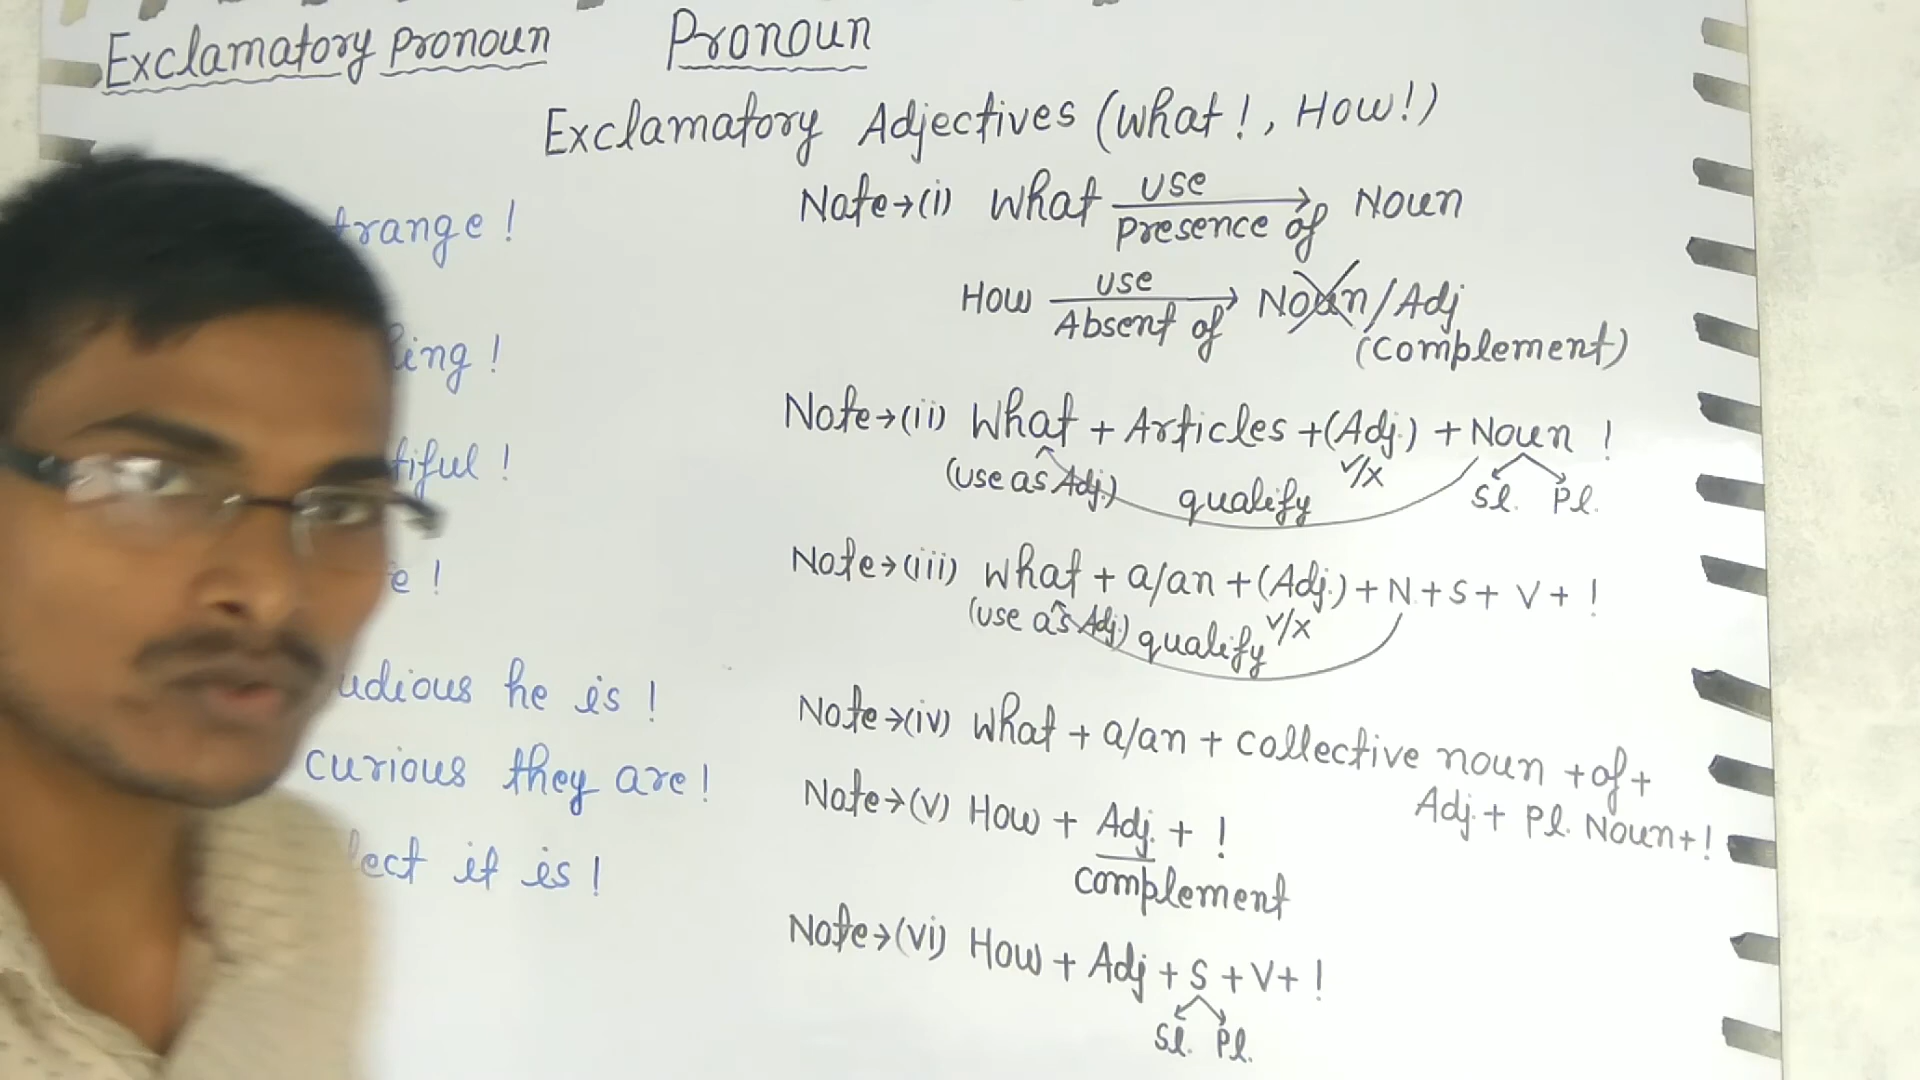 Exclamatory Pronoun
Pronoun
Exclamatory Adjectives (What!, How!)
trange !
ing !
tiful !
e !
udious he is !
curious they are !
lect it is !
Note→(i) What use Presence of Noun
How use Absent of Noun/Adj
(Complement)
Note→(ii) What + Articles +(Adj.) + Noun !
(use as Adj.) qualify ✓/x Sl. Pl.
Note→(iii) What + a/an +(Adj.) + N + S + V + !
(use as Adj.) qualify ✓/x
Note→(iv) What + a/an + collective noun + of +
Adj + Pl. Noun + !
Note→(v) How + Adj. + !
Complement
Note→(vi) How + Adj + S + V + !
Sl. Pl.